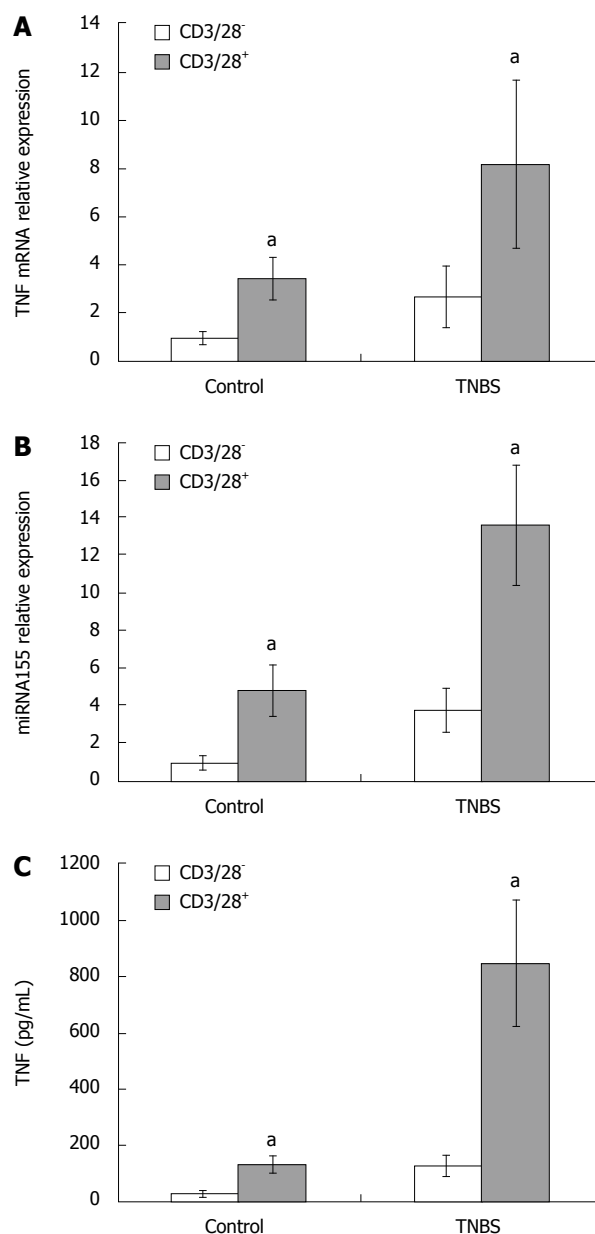 A
TNF mRNA relative expression
14
12
10
8
6
4
2
0
CD3/28⁻
CD3/28⁺
a
a
Control
TNBS
B
miRNA155 relative expression
18
16
14
12
10
8
6
4
2
0
CD3/28⁻
CD3/28⁺
a
a
Control
TNBS
C
TNF (pg/mL)
1200
1000
800
600
400
200
0
CD3/28⁻
CD3/28⁺
a
a
Control
TNBS